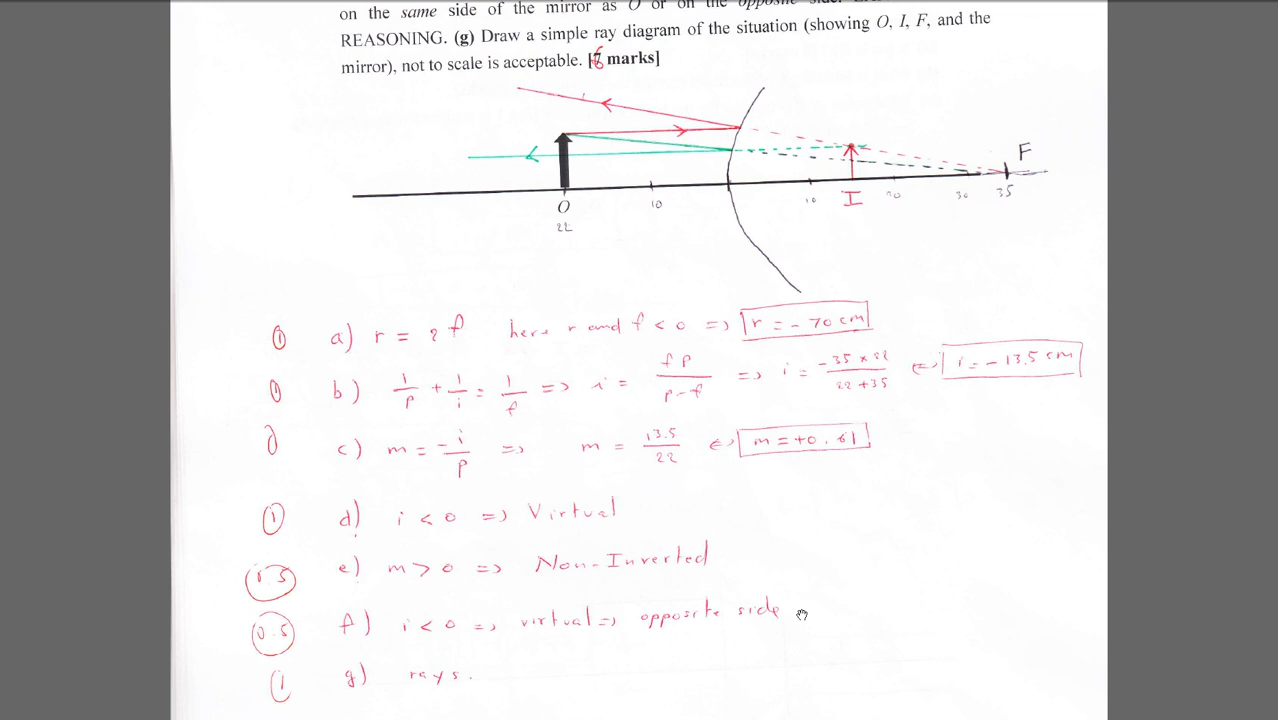 on the same side of the mirror as O or on the opposite side.
REASONING. (g) Draw a simple ray diagram of the situation (showing O, I, F, and the
mirror), not to scale is acceptable. [6 marks]
F
O
22
10
10
I
20
30
35
① a) r = 2f here r and f < 0 => r = - 70 cm
① b) 1/p + 1/i = 1/f => i = fp/p-f => i = -35 x 22/22 + 35 <=> i = - 13.5 cm
① c) m = - i/p => m = 13.5/22 <=> m = +0.61
① d) i < 0 => Virtual
0.5 e) m > 0 => Non-Inverted
0.5 f) i < 0 => virtual => opposite side
① g) rays.